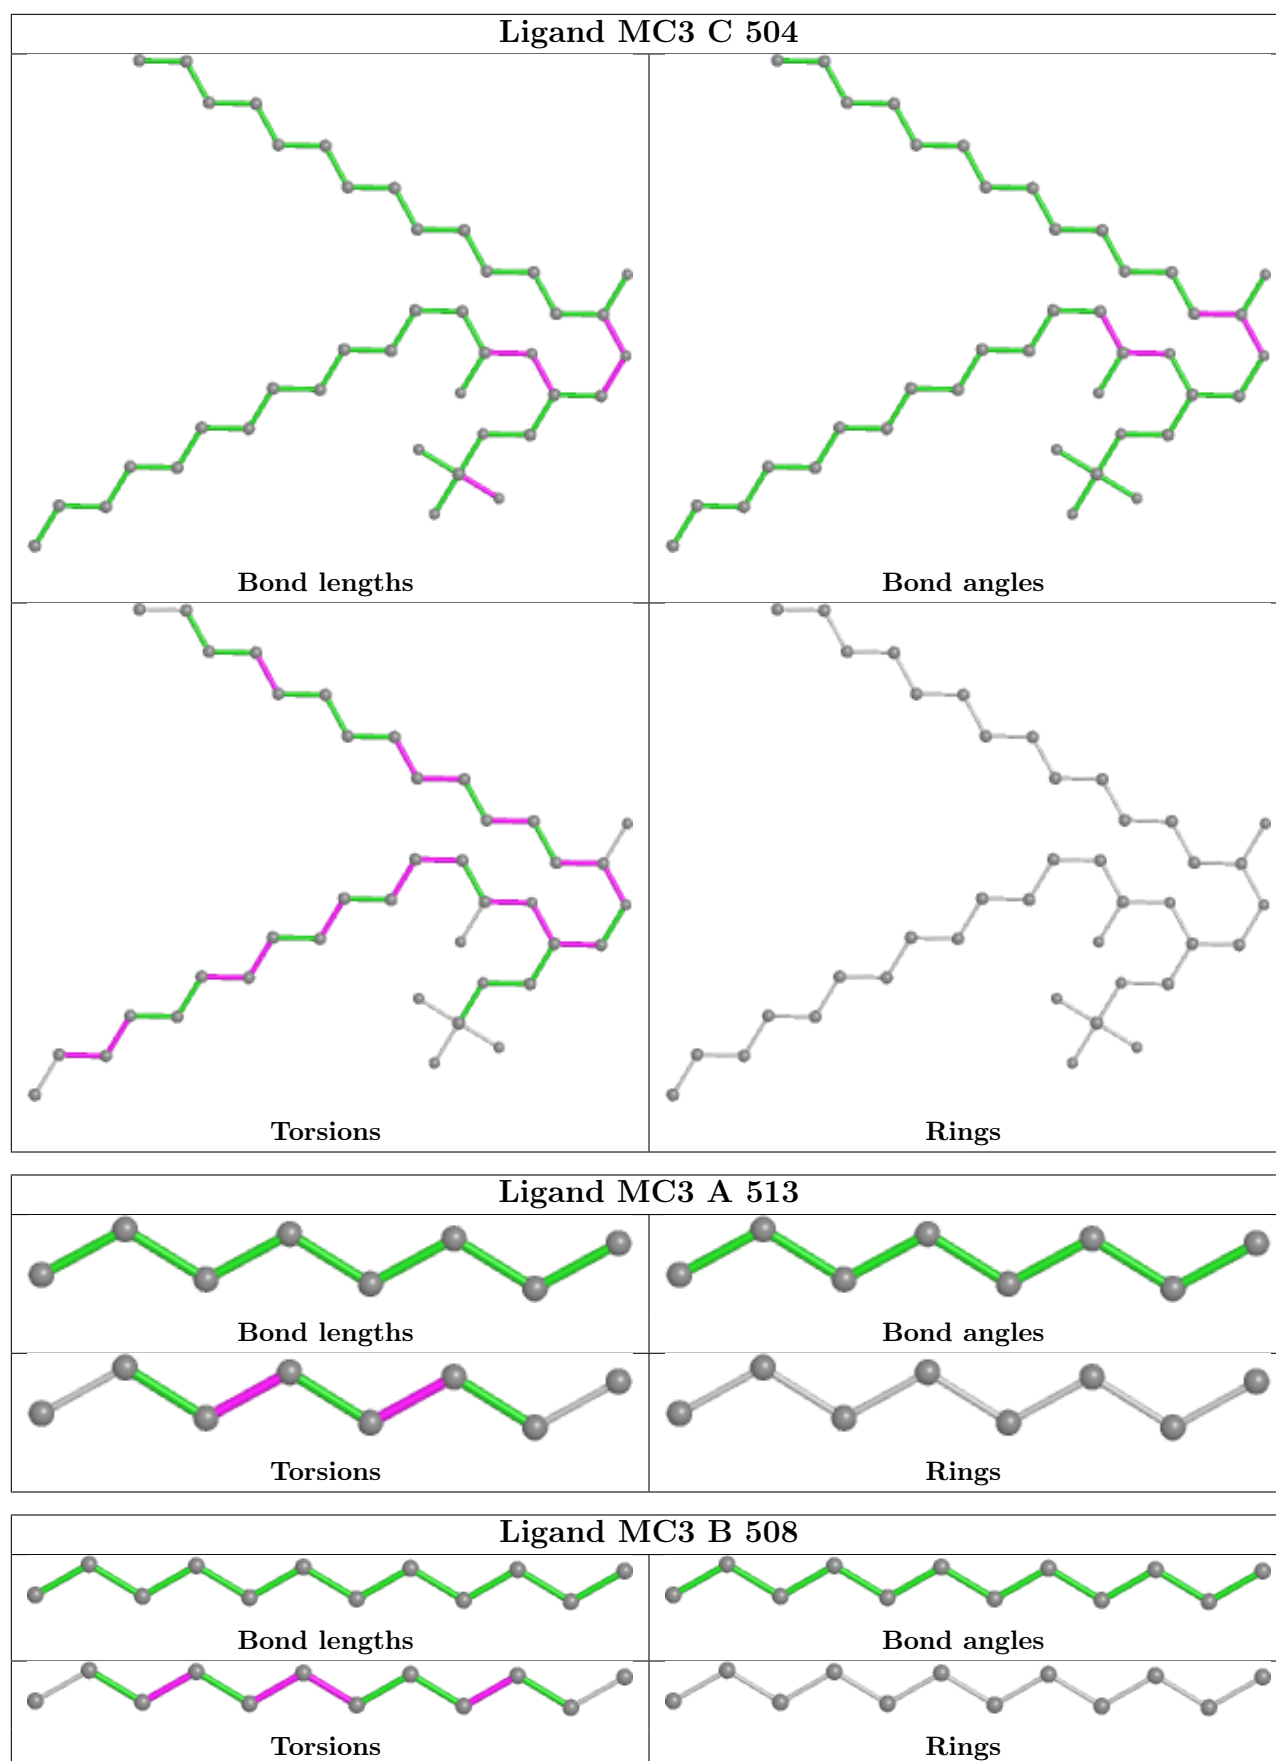 Ligand MC3 C 504
Bond lengths
Bond angles
Torsions
Rings
Ligand MC3 A 513
Bond lengths
Bond angles
Torsions
Rings
Ligand MC3 B 508
Bond lengths
Bond angles
Torsions
Rings